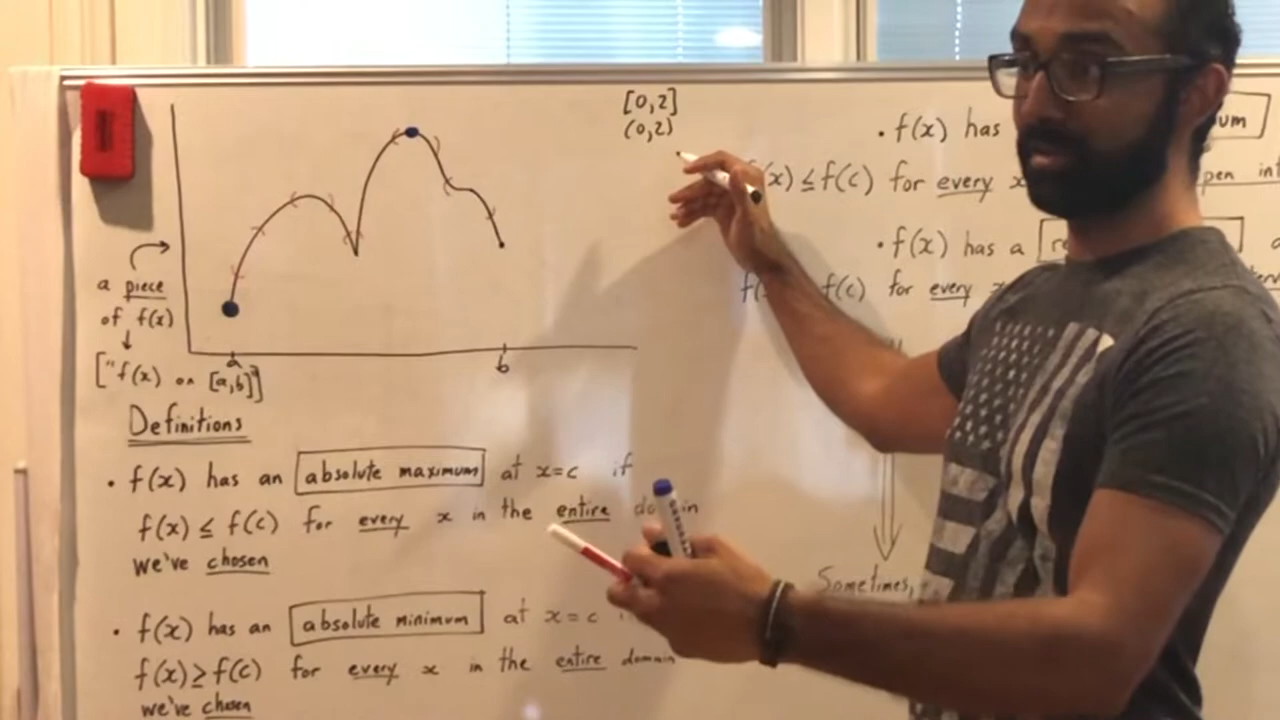 [0,2]
(0,2)
a piece
of f(x)
["f(x) on [a,b]"]
a
b
Definitions
• f(x) has an absolute maximum at x=c if
f(x) ≤ f(c) for every x in the entire
we've chosen
• f(x) has an absolute minimum at x=c
f(x) ≥ f(c) for every x in the entire domain
we've chosen
• f(x) has
(x) ≤ f(c) for every x
• f(x) has a
f(c) for every
Sometimes,